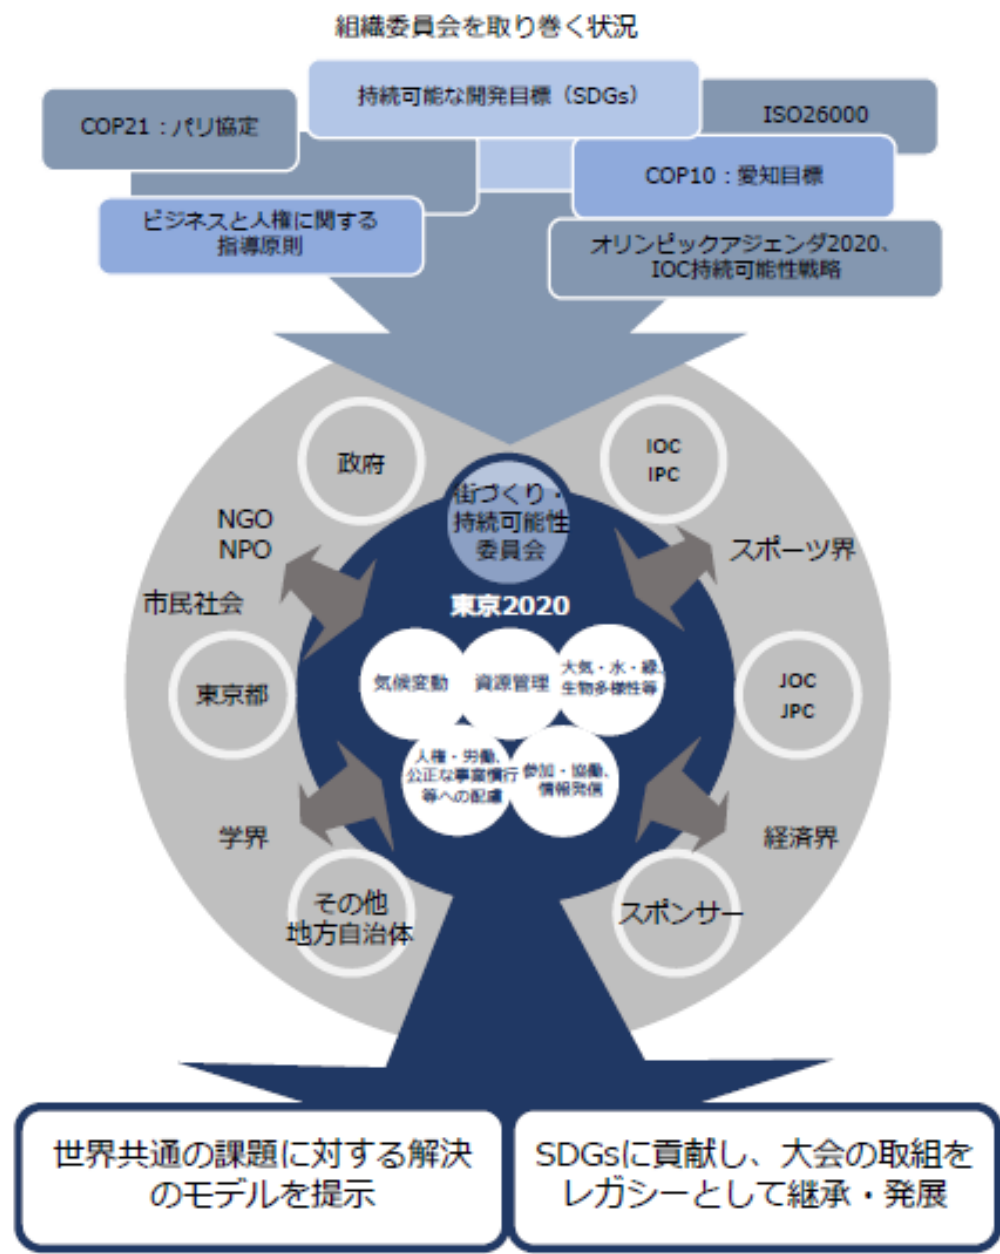 組織委員会を取り巻く状況
持続可能な開発目標（SDGs）
COP21：パリ協定
ISO26000
COP10：愛知目標
ビジネスと人権に関する
指導原則
オリンピックアジェンダ2020、
IOC持続可能性戦略
政府
IOC
IPC
街づくり・
持続可能性
委員会
NGO
NPO
スポーツ界
市民社会
東京2020
東京都
気候変動
資源管理
大気・水・緑、
生物多様性等
JOC
JPC
人権・労働、
公正な事業慣行
等への配慮
参加・協働、
情報発信
学界
経済界
その他
地方自治体
スポンサー
世界共通の課題に対する解決
のモデルを提示
SDGsに貢献し、大会の取組を
レガシーとして継承・発展